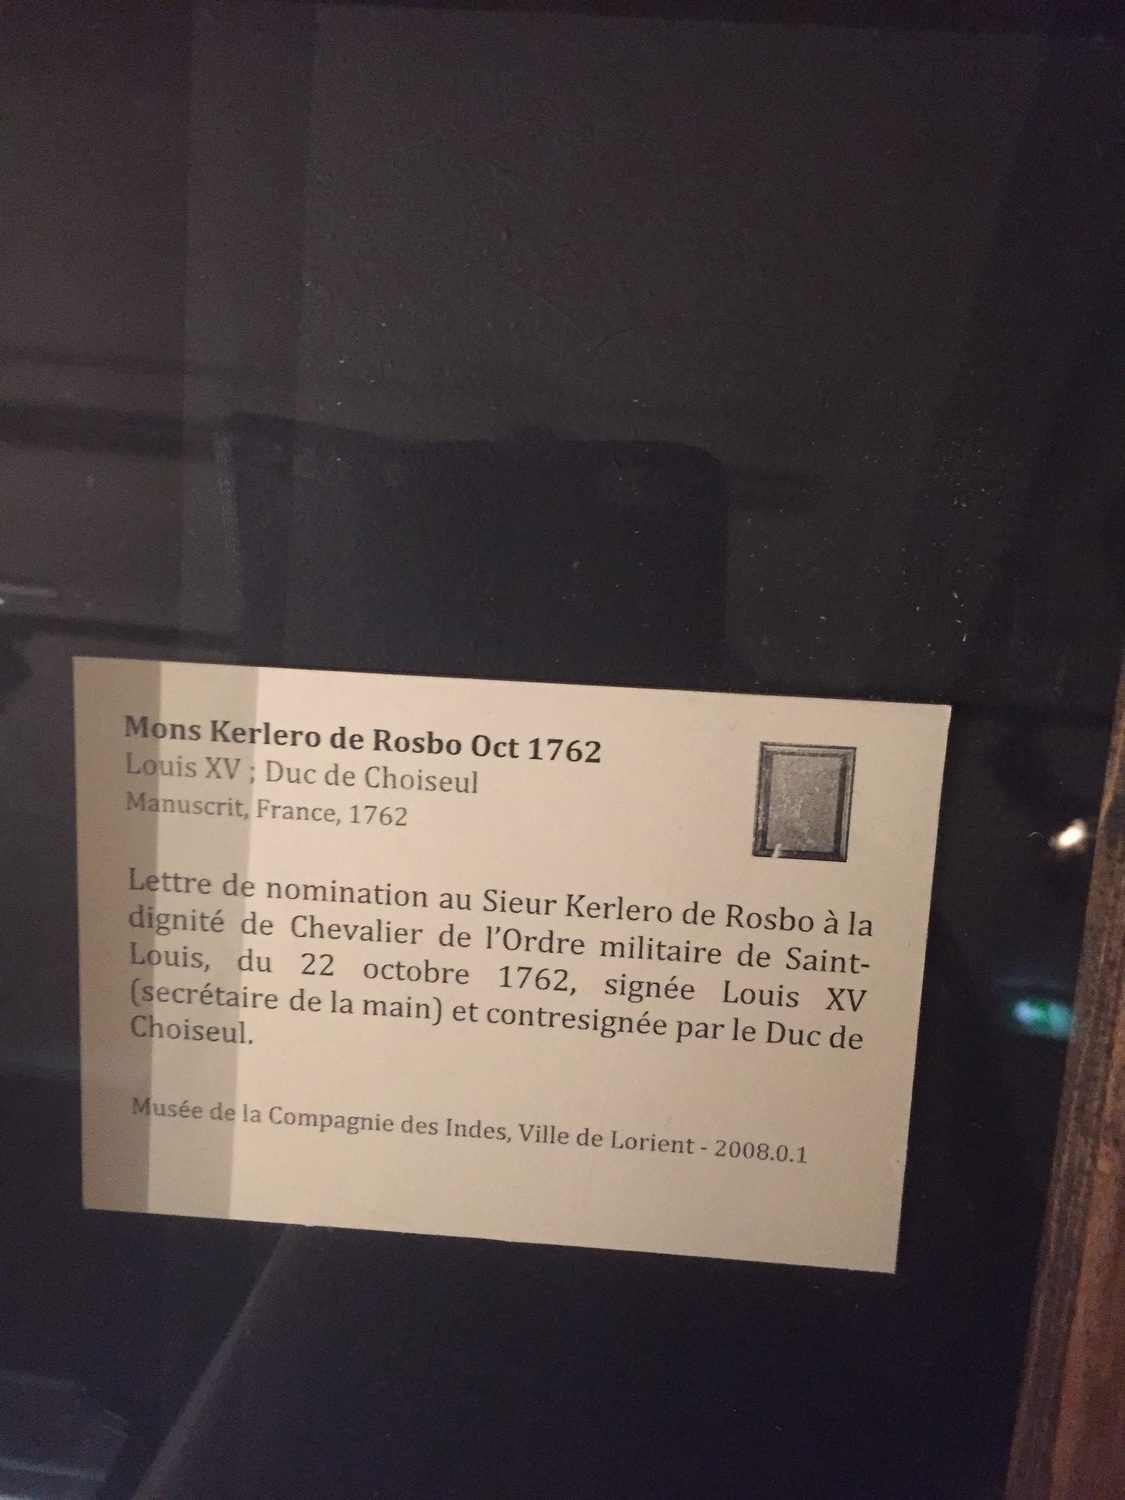 Mons Kerlero de Rosbo Oct 1762
Louis XV ; Duc de Choiseul
Manuscrit, France, 1762
Lettre de nomination au Sieur Kerlero de Rosbo à la
dignité de Chevalier de l'Ordre militaire de Saint-
Louis, du 22 octobre 1762, signée Louis XV
(secrétaire de la main) et contresignée par le Duc de
Choiseul.
Musée de la Compagnie des Indes, Ville de Lorient - 2008.0.1